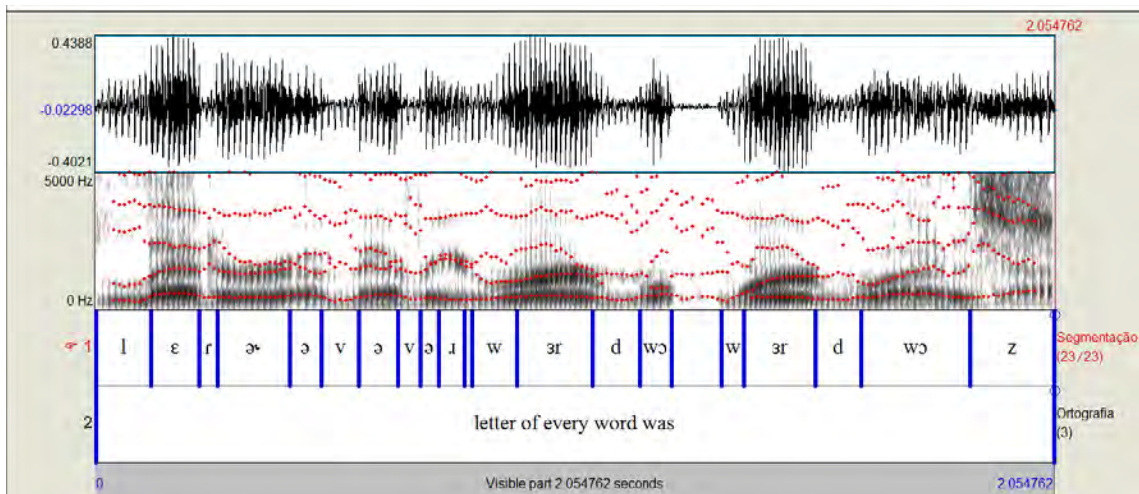 2.054762
0.4388
-0.02298
-0.4021
5000 Hz
0 Hz
1 l ɛ ɾ ɚ ə v ə v ə ɹ w ɜr d wɔ w ɜr d wɔ z
Segmentação
(23/23)
2 letter of every word was
Ortografia
(3)
0 Visible part 2.054762 seconds 2.054762